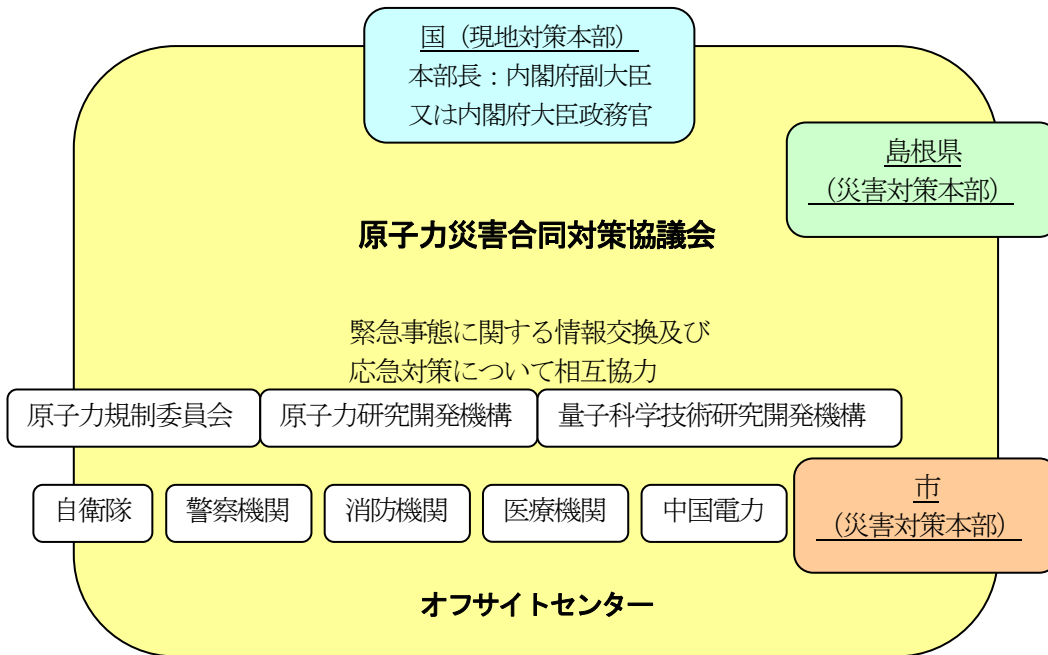 国（現地対策本部）
本部長：内閣府副大臣
又は内閣府大臣政務官
島根県
（災害対策本部）
原子力災害合同対策協議会
緊急事態に関する情報交換及び
応急対策について相互協力
原子力規制委員会
原子力研究開発機構
量子科学技術研究開発機構
自衛隊
警察機関
消防機関
医療機関
中国電力
市
（災害対策本部）
オフサイトセンター